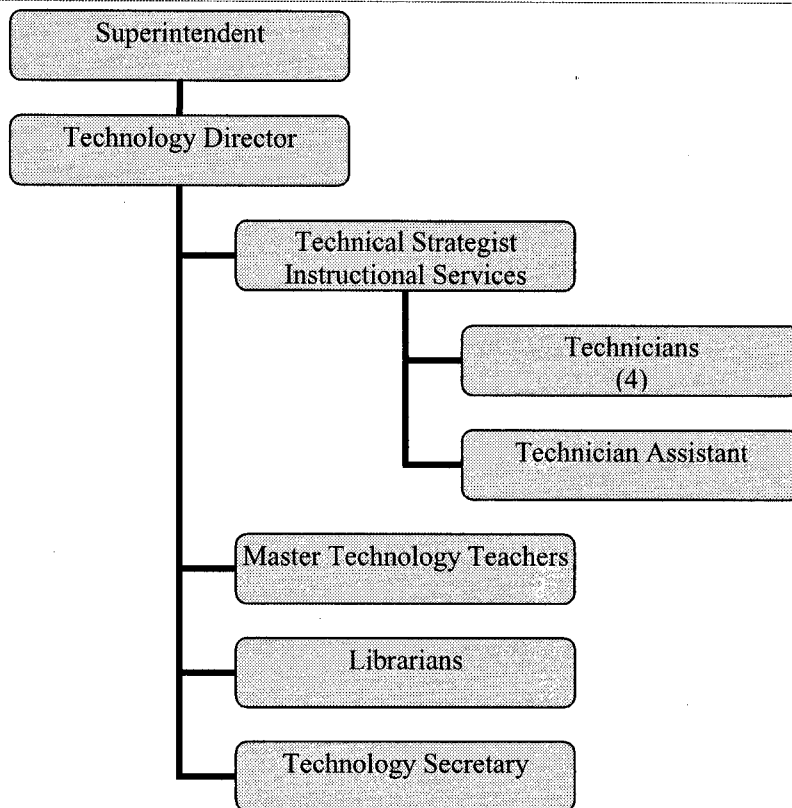 Superintendent
Technology Director
Technical Strategist
Instructional Services
Technicians
(4)
Technician Assistant
Master Technology Teachers
Librarians
Technology Secretary